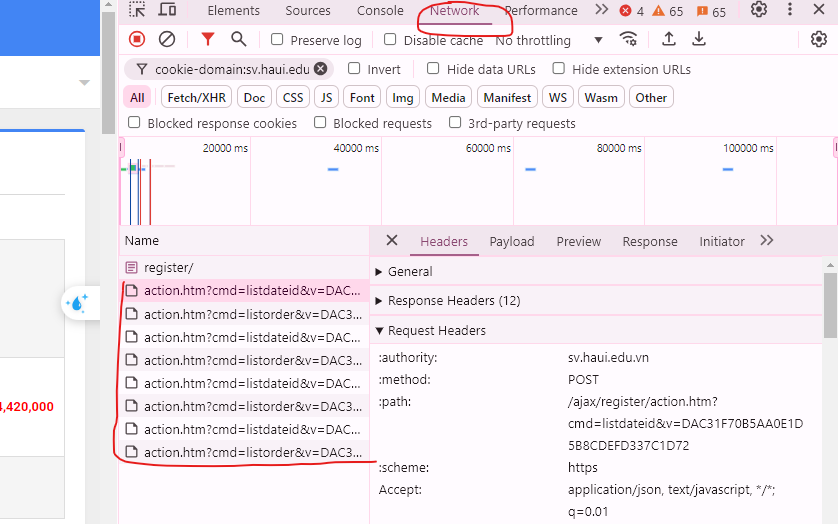 Elements Sources Console Network Performance 4 65 65
Preserve log Disable cache No throttling
cookie-domain:sv.haui.edu Invert Hide data URLs Hide extension URLs
All Fetch/XHR Doc CSS JS Font Img Media Manifest WS Wasm Other
Blocked response cookies Blocked requests 3rd-party requests
20000 ms 40000 ms 60000 ms 80000 ms 100000 ms
Name
register/
action.htm?cmd=listdateid&v=DAC...
action.htm?cmd=listorder&v=DAC3...
action.htm?cmd=listdateid&v=DAC...
action.htm?cmd=listorder&v=DAC3...
action.htm?cmd=listdateid&v=DAC...
action.htm?cmd=listorder&v=DAC3...
action.htm?cmd=listdateid&v=DAC...
action.htm?cmd=listorder&v=DAC3...
Headers Payload Preview Response Initiator
General
Response Headers (12)
Request Headers
:authority: sv.haui.edu.vn
:method: POST
:path: /ajax/register/action.htm?
cmd=listdateid&v=DAC31F70B5AA0E1D
5B8CDEFD337C1D72
:scheme: https
Accept: application/json, text/javascript, */*;
q=0.01
,420,000